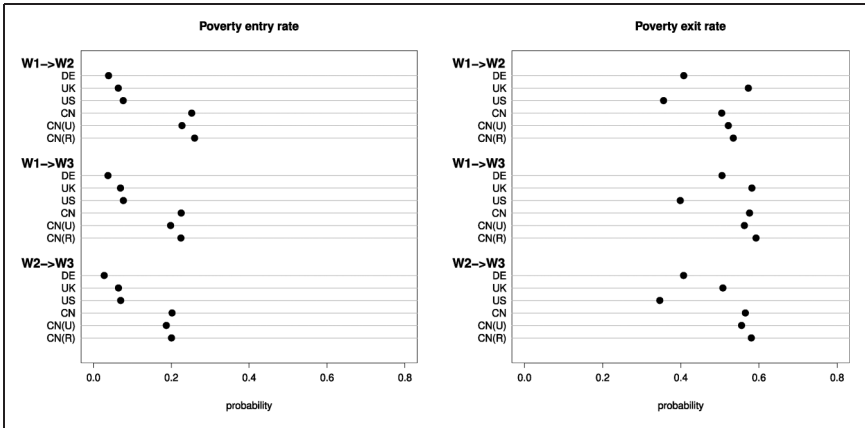 Poverty entry rate
W1->W2
DE
UK
US
CN
CN(U)
CN(R)
W1->W3
DE
UK
US
CN
CN(U)
CN(R)
W2->W3
DE
UK
US
CN
CN(U)
CN(R)
0.0 0.2 0.4 0.6 0.8
probability
Poverty exit rate
W1->W2
DE
UK
US
CN
CN(U)
CN(R)
W1->W3
DE
UK
US
CN
CN(U)
CN(R)
W2->W3
DE
UK
US
CN
CN(U)
CN(R)
0.0 0.2 0.4 0.6 0.8
probability